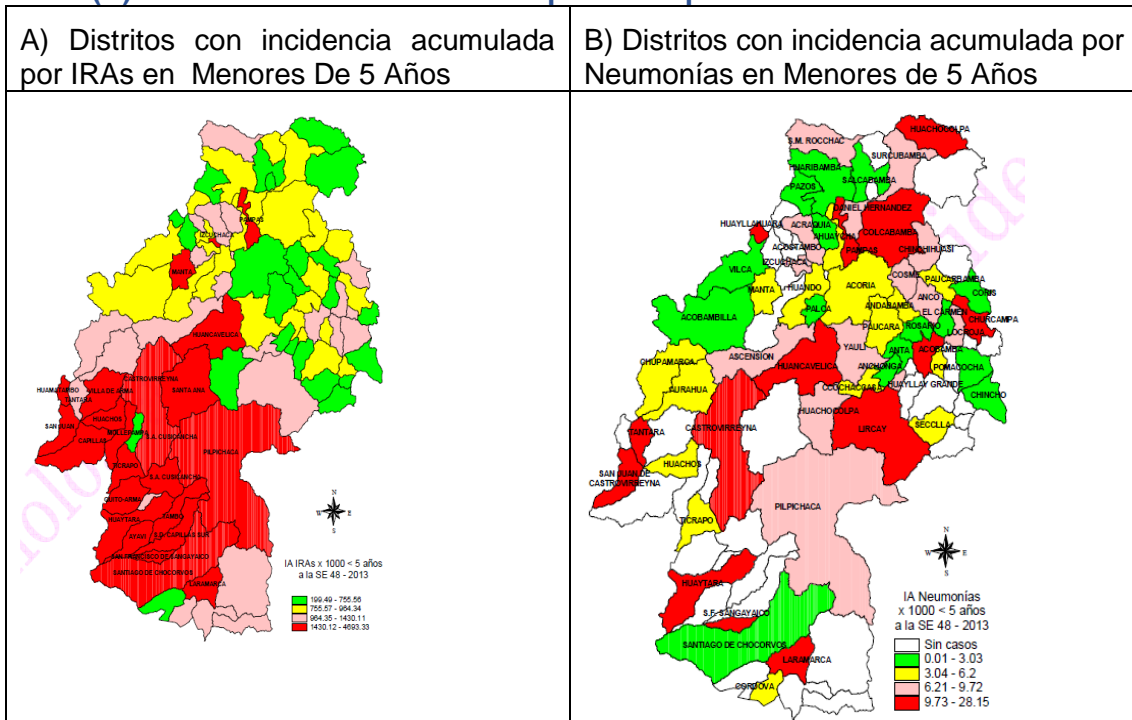 A) Distritos con incidencia acumulada
por IRAs en Menores De 5 Años
B) Distritos con incidencia acumulada por
Neumonías en Menores de 5 Años
PAMPAS
IZCUCHACA
MANTA
HUANCAVELICA
CASTROVIRREYNA
SANTA ANA
HUAMATAMBO
TANTARA
HUACHOS
SAN JUAN
MOLLEPAMPA
S.A. CUSICANCHA
PILPICHACA
S.A. CUSICANCHA
HUAYTARA
TAMBO
AYAVI
S.D. CAPILLAS SUR
SANTIAGO DE CHOCORVOS
LARAMARCA
N
W E
S
IA IRAs x 1000 < 5 años
a la SE 48 - 2013
199.49 - 755.56
755.57 - 964.34
964.35 - 1430.11
1430.12 - 4693.33
HUACHOCOLPA
S.M. ROCCHAC
SURCUBAMBA
HUARIBAMBA
SALCABAMBA
PAZOS
DANIEL HERNANDEZ
HUAYLLAHUARA
ACRAQUIA
AHUAYCHA
COLCABAMBA
ACOSTAMBO
PAMPAS
CHINCHIHUASI
IZCUCHACA
VILCA
COSME
PAUCARBAMBA
MANTA
HUANDO
ACORIA
CORIS
ANCO
ANDABAMBA
ACOBAMBILLA
PALCA
EL CARMEN
CHURCAMPA
PAUCARA
ROSARIO
LOCROJA
YAULI
ACOBAMBA
ANTA
CHUPAMARCA
ASCENSION
HUANCAVELICA
ANCHONGA
POMACOCHA
AURAHUA
CCOCHACCASA
HUAYLLAY GRANDE
CHINCHO
HUACHOCOLPA
LIRCAY
SECCLLA
TANTARA
CASTROVIRREYNA
HUACHOS
SAN JUAN DE
CASTROVIRREYNA
PILPICHACA
TICRAPO
HUAYTARA
S.F. SANGAYAICO
SANTIAGO DE CHOCORVOS
LARAMARCA
CORDOVA
N
W E
S
IA Neumonías
x 1000 < 5 años
a la SE 48 - 2013
Sin casos
0.01 - 3.03
3.04 - 6.2
6.21 - 9.72
9.73 - 28.15